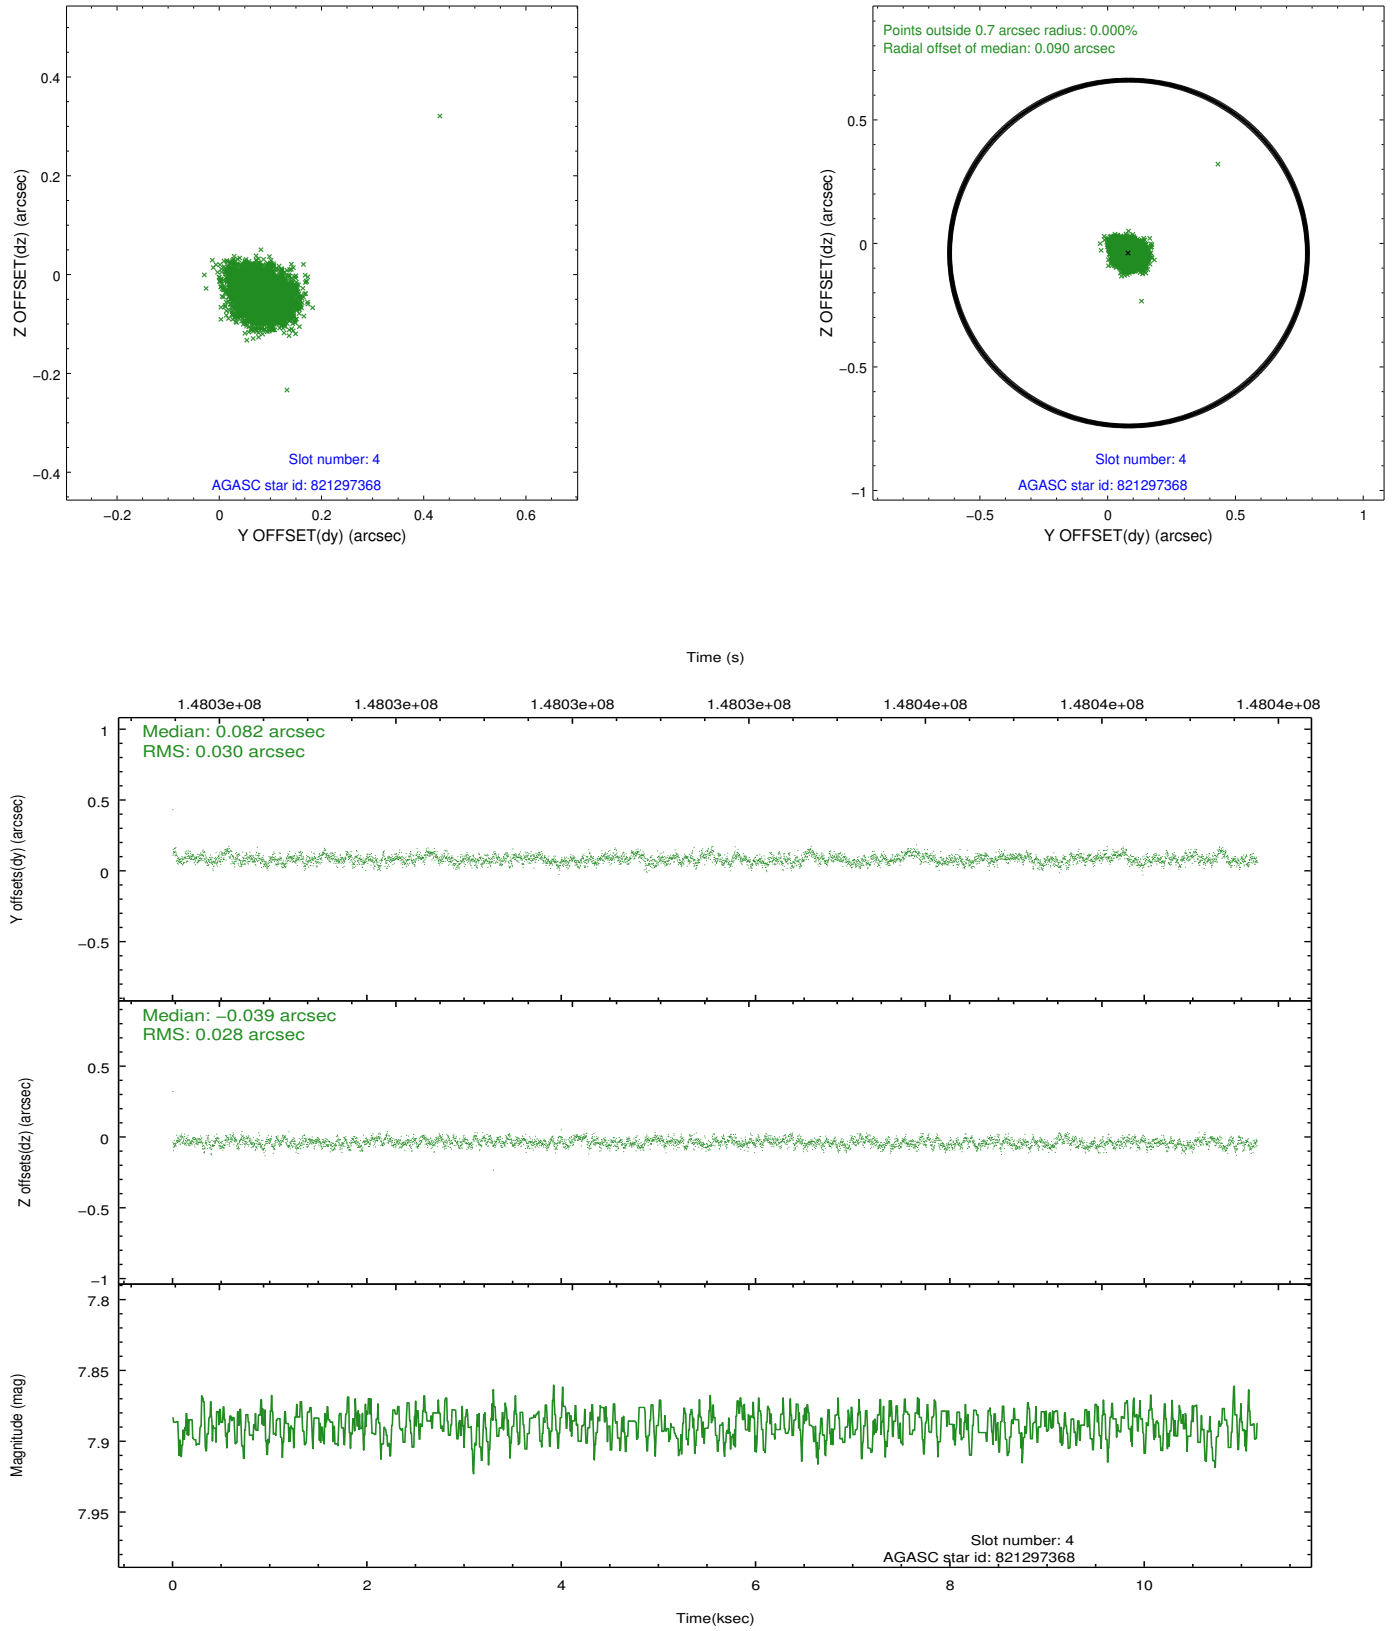 0.4
0.2
0
−0.2
−0.4
Z OFFSET(dz) (arcsec)
Slot number: 4
AGASC star id: 821297368
−0.2 0 0.2 0.4 0.6
Y OFFSET(dy) (arcsec)
Points outside 0.7 arcsec radius: 0.000%
Radial offset of median: 0.090 arcsec
0.5
0
−0.5
−1
Z OFFSET(dz) (arcsec)
Slot number: 4
AGASC star id: 821297368
−0.5 0 0.5 1
Y OFFSET(dy) (arcsec)
Time (s)
1.4803e+08 1.4803e+08 1.4803e+08 1.4803e+08 1.4804e+08 1.4804e+08 1.4804e+08
Median: 0.082 arcsec
RMS: 0.030 arcsec
1
0.5
0
−0.5
Y offsets(dy) (arcsec)
Median: −0.039 arcsec
RMS: 0.028 arcsec
0.5
0
−0.5
−1
Z offsets(dz) (arcsec)
7.8
7.85
7.9
7.95
Magnitude (mag)
Slot number: 4
AGASC star id: 821297368
0 2 4 6 8 10
Time(ksec)